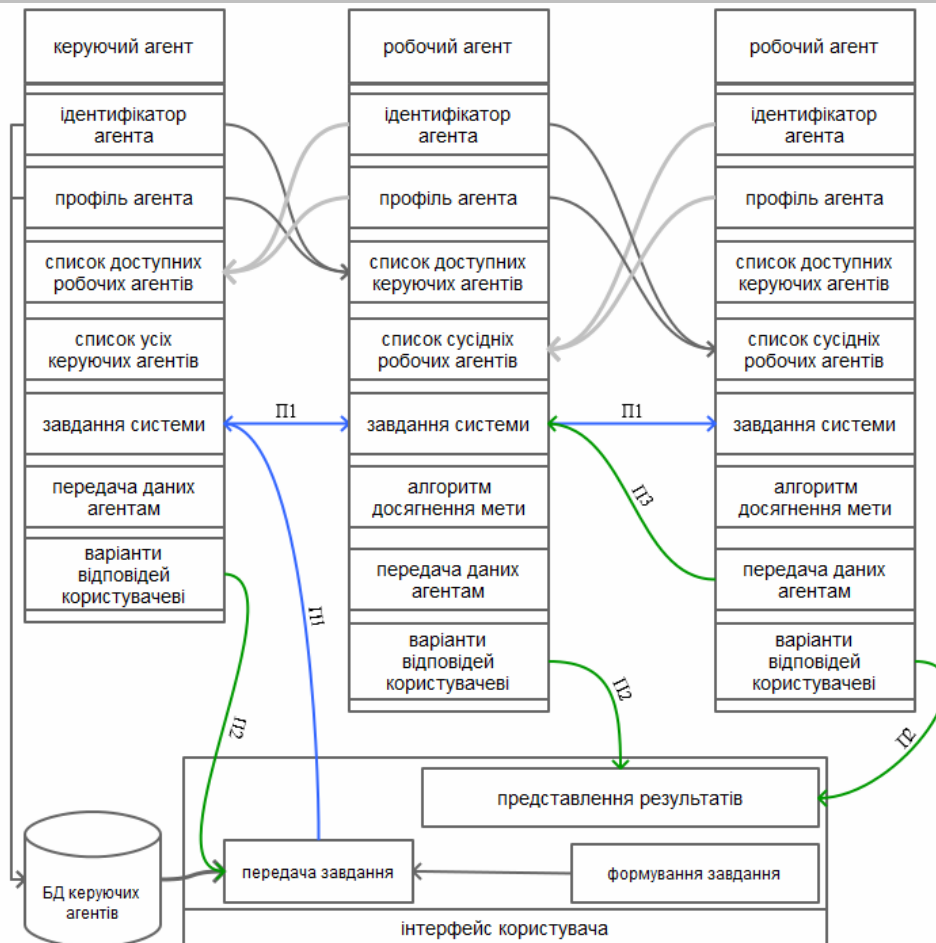 керуючий агент
ідентифікатор
агента
профіль агента
список доступних
робочих агентів
список усіх
керуючих агентів
завдання системи
передача даних
агентам
варіанти
відповідей
користувачеві
робочий агент
ідентифікатор
агента
профіль агента
список доступних
керуючих агентів
список сусідніх
робочих агентів
завдання системи
алгоритм
досягнення мети
передача даних
агентам
варіанти
відповідей
користувачеві
робочий агент
ідентифікатор
агента
профіль агента
список доступних
керуючих агентів
список сусідніх
робочих агентів
завдання системи
алгоритм
досягнення мети
передача даних
агентам
варіанти
відповідей
користувачеві
П1
П1
П3
П1
П2
П2
П2
представлення результатів
передача завдання
формування завдання
інтерфейс користувача
БД керуючих
агентів